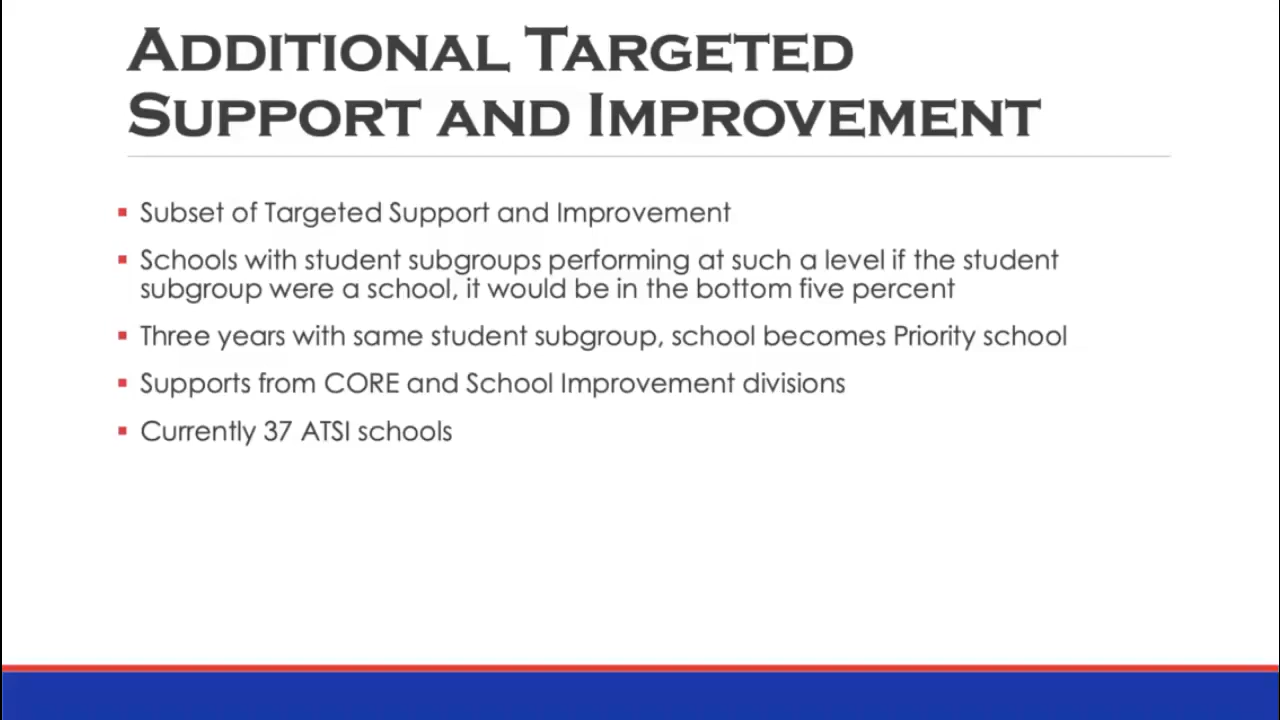 Additional Targeted
Support and Improvement
Subset of Targeted Support and Improvement
Schools with student subgroups performing at such a level if the student
subgroup were a school, it would be in the bottom five percent
Three years with same student subgroup, school becomes Priority school
Supports from CORE and School Improvement divisions
Currently 37 ATSI schools